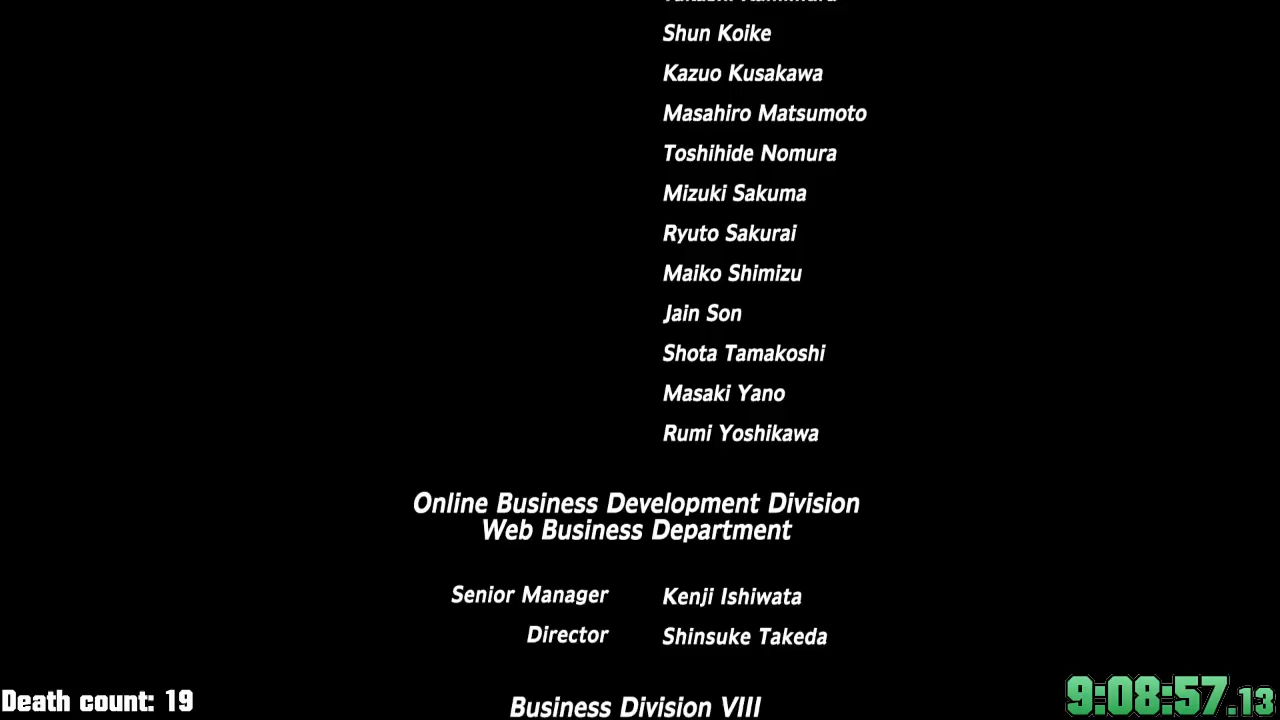 Shun Koike
Kazuo Kusakawa
Masahiro Matsumoto
Toshihide Nomura
Mizuki Sakuma
Ryuto Sakurai
Maiko Shimizu
Jain Son
Shota Tamakoshi
Masaki Yano
Rumi Yoshikawa
Online Business Development Division
Web Business Department
Senior Manager Kenji Ishiwata
Director Shinsuke Takeda
Business Division VIII
Death count: 19
9:08:57.13